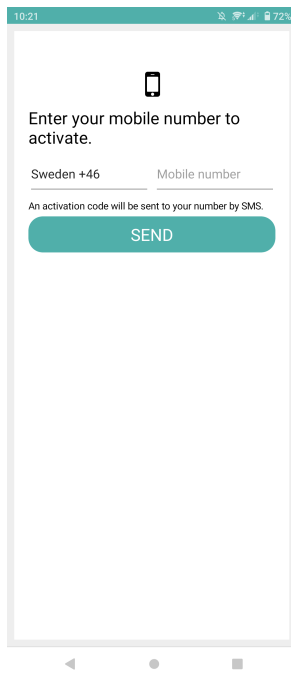 10:21
72%
Enter your mobile number to
activate.
Sweden +46
Mobile number
An activation code will be sent to your number by SMS.
SEND